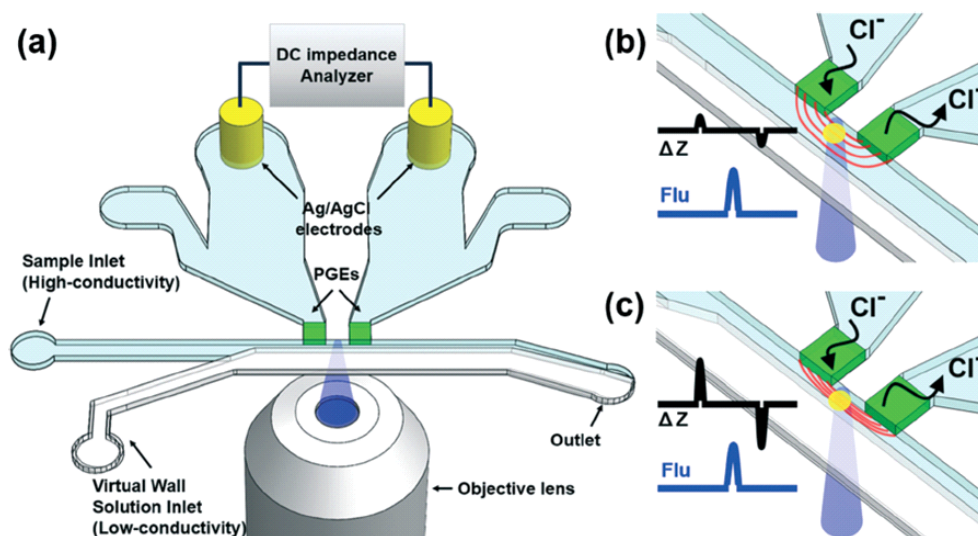 (a)
DC impedance
Analyzer
Ag/AgCl
electrodes
PGEs
Sample Inlet
(High-conductivity)
Outlet
Virtual Wall
Solution Inlet
(Low-conductivity)
Objective lens
(b)
Cl-
Cl-
ΔZ
Flu
(c)
Cl-
Cl-
ΔZ
Flu